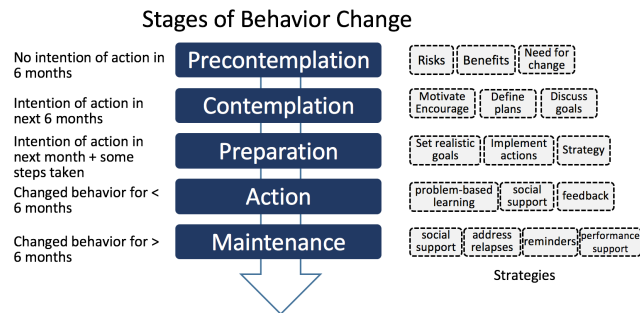 Stages of Behavior Change
No intention of action in
6 months
Precontemplation
Risks
Benefits
Need for
change
Intention of action in
next 6 months
Contemplation
Motivate
Encourage
Define
plans
Discuss
goals
Intention of action in
next month + some
steps taken
Preparation
Set realistic
goals
Implement
actions
Strategy
Changed behavior for <
6 months
Action
problem-based
learning
social
support
feedback
Changed behavior for >
6 months
Maintenance
social
support
address
relapses
reminders
performance
support
Strategies